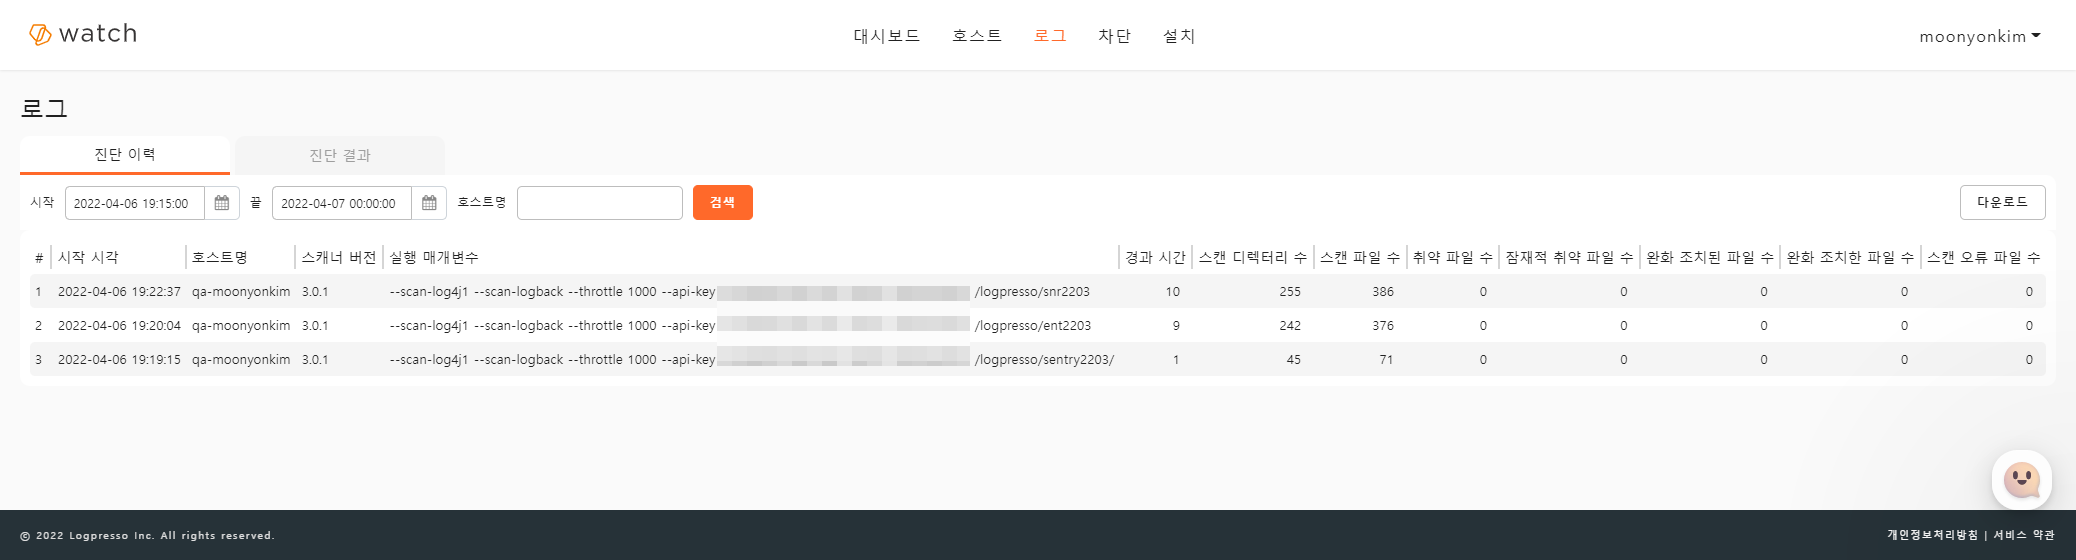 watch 대시보드 호스트 로그 차단 설치 moonyonkim
로그
진단 이력 진단 결과
시작 2022-04-06 19:15:00 끝 2022-04-07 00:00:00 호스트명 검색 다운로드
# 시작 시각 호스트명 스캐너 버전 실행 매개변수 경과 시간 스캔 디렉터리 수 스캔 파일 수 취약 파일 수 잠재적 취약 파일 수 완화 조치된 파일 수 완화 조치한 파일 수 스캔 오류 파일 수
1 2022-04-06 19:22:37 qa-moonyonkim 3.0.1 --scan-log4j1 --scan-logback --throttle 1000 --api-key /logpresso/snr2203 10 255 386 0 0 0 0 0
2 2022-04-06 19:20:04 qa-moonyonkim 3.0.1 --scan-log4j1 --scan-logback --throttle 1000 --api-key /logpresso/ent2203 9 242 376 0 0 0 0 0
3 2022-04-06 19:19:15 qa-moonyonkim 3.0.1 --scan-log4j1 --scan-logback --throttle 1000 --api-key /logpresso/sentry2203/ 1 45 71 0 0 0 0 0
© 2022 Logpresso Inc. All rights reserved. 개인정보처리방침 | 서비스 약관